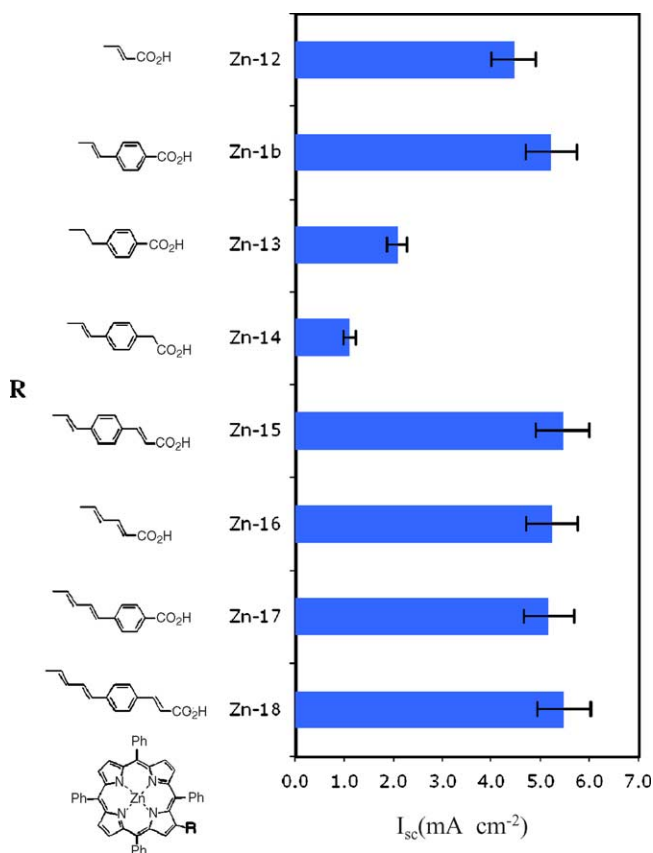 CO₂H Zn-12
CO₂H Zn-1b
CO₂H Zn-13
CO₂H Zn-14
R
CO₂H Zn-15
CO₂H Zn-16
CO₂H Zn-17
CO₂H Zn-18
0.0 1.0 2.0 3.0 4.0 5.0 6.0 7.0
Isc(mA cm⁻²)
Ph
Ph
N N
Zn
N N
Ph
R
Ph